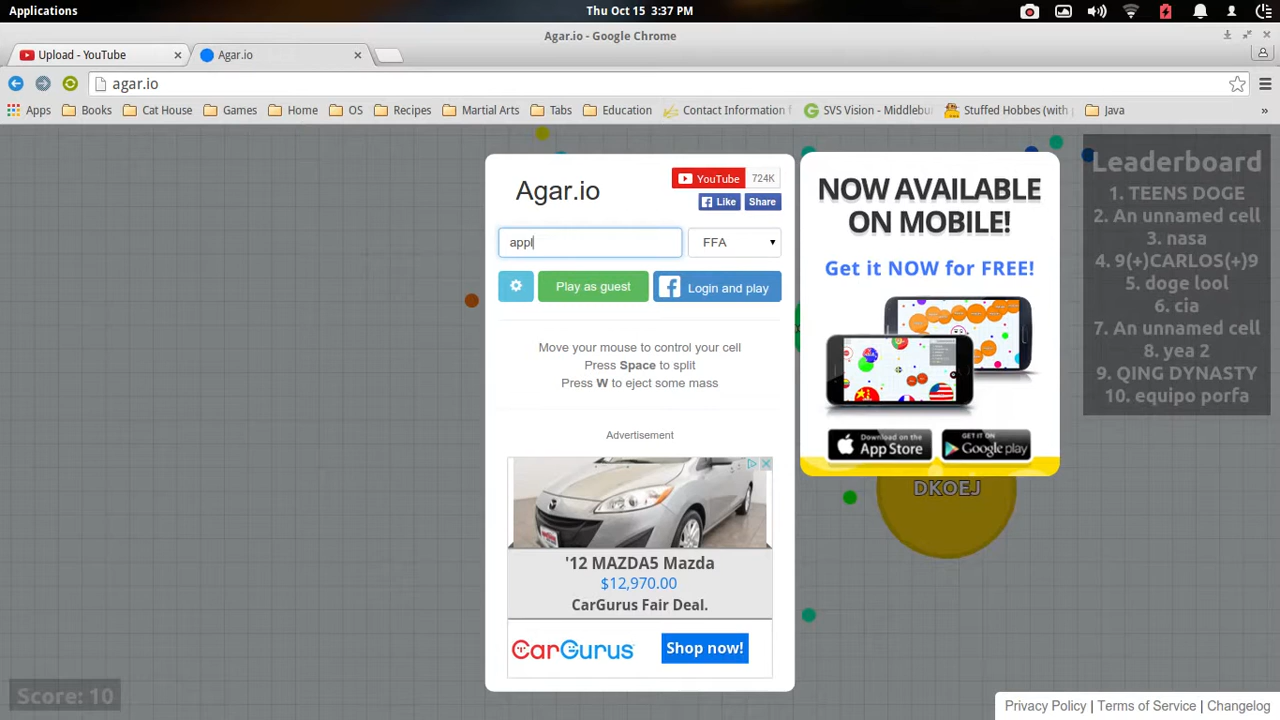 Applications
Thu Oct 15 3:37 PM
Agar.io - Google Chrome
Upload - YouTube
Agar.io
agar.io
Apps Books Cat House Games Home OS Recipes Martial Arts Tabs Education Contact Information f SVS Vision - Middlebu Stuffed Hobbes (with p Java »
Agar.io
YouTube 724K
Like Share
appl
FFA
Play as guest
Login and play
Move your mouse to control your cell
Press Space to split
Press W to eject some mass
Advertisement
'12 MAZDA5 Mazda
$12,970.00
CarGurus Fair Deal.
CarGurus
Shop now!
NOW AVAILABLE
ON MOBILE!
Get it NOW for FREE!
Download on the
App Store
GET IT ON
Google play
DKOEJ
Leaderboard
1. TEENS DOGE
2. An unnamed cell
3. nasa
4. 9(+)CARLOS(+)9
5. doge lool
6. cia
7. An unnamed cell
8. yea 2
9. QING DYNASTY
10. equipo porfa
Score: 10
Privacy Policy | Terms of Service | Changelog